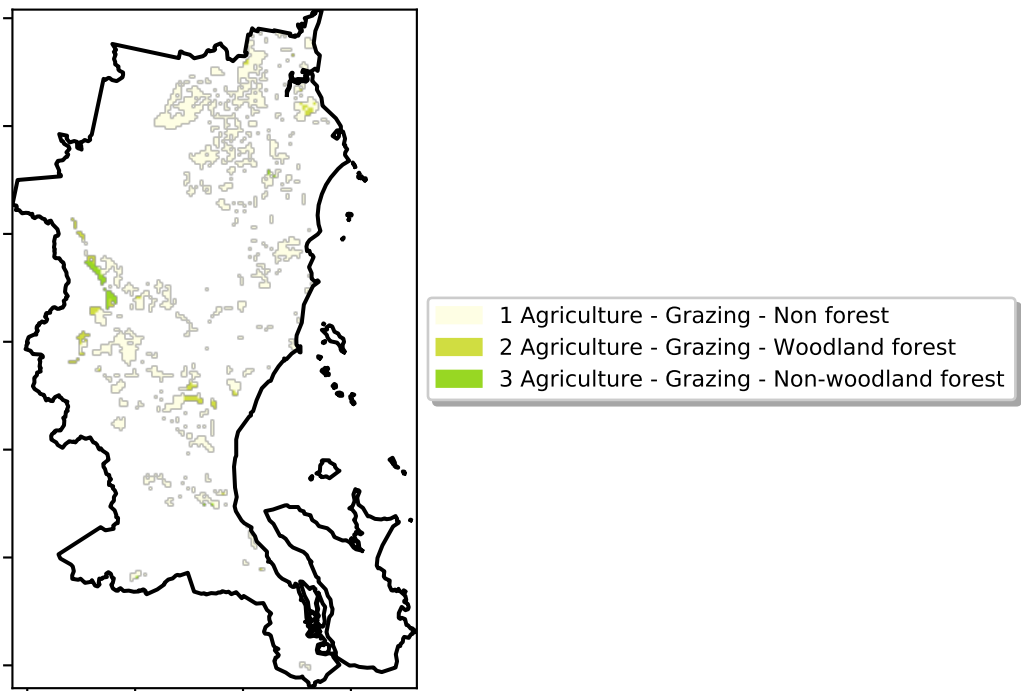 1 Agriculture - Grazing - Non forest
2 Agriculture - Grazing - Woodland forest
3 Agriculture - Grazing - Non-woodland forest